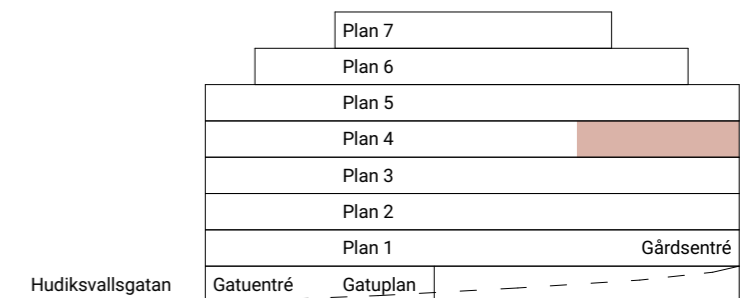 Plan 7
Plan 6
Plan 5
Plan 4
Plan 3
Plan 2
Plan 1 Gårdsentré
Hudiksvallsgatan Gatuentré Gatuplan